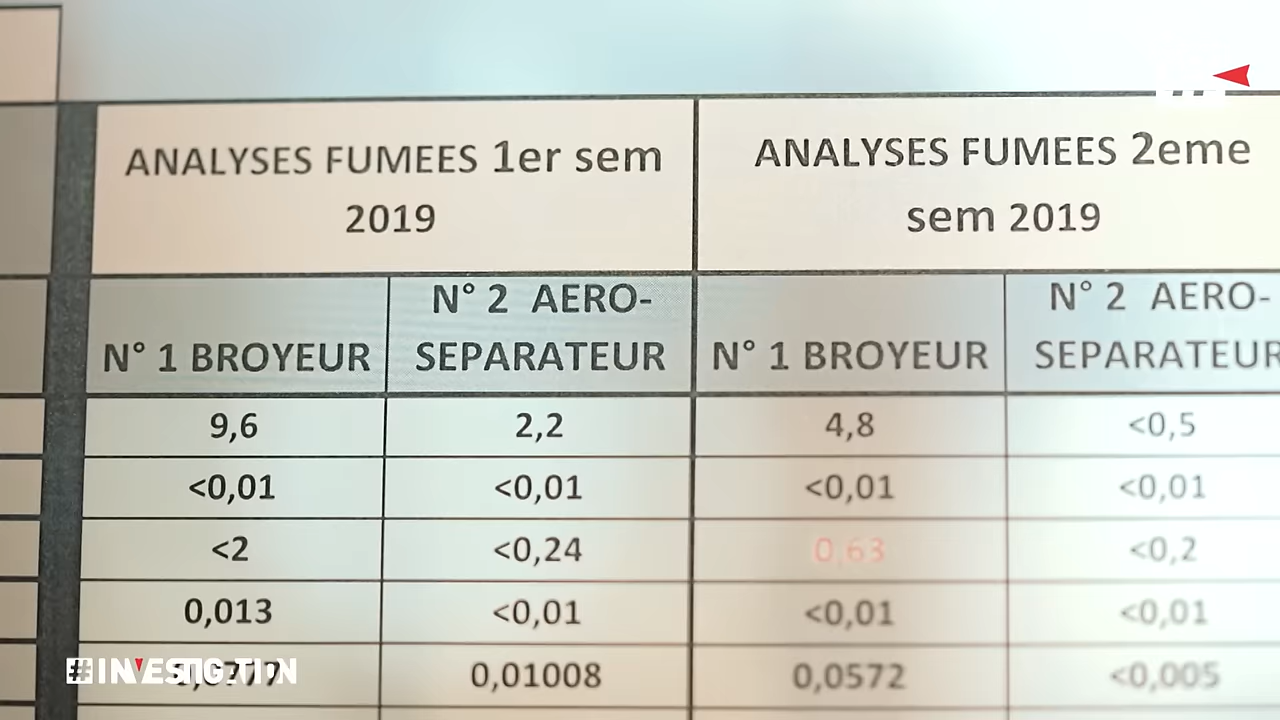 ANALYSES FUMEES 1er sem
2019
ANALYSES FUMEES 2eme
sem 2019
N° 1 BROYEUR
N° 2 AERO-
SEPARATEUR
N° 1 BROYEUR
N° 2 AERO-
SEPARATEUR
9,6 2,2 4,8 <0,5
<0,01 <0,01 <0,01 <0,01
<2 <0,24 0,63 <0,2
0,013 <0,01 <0,01 <0,01
0,01008 0,0572 <0,005